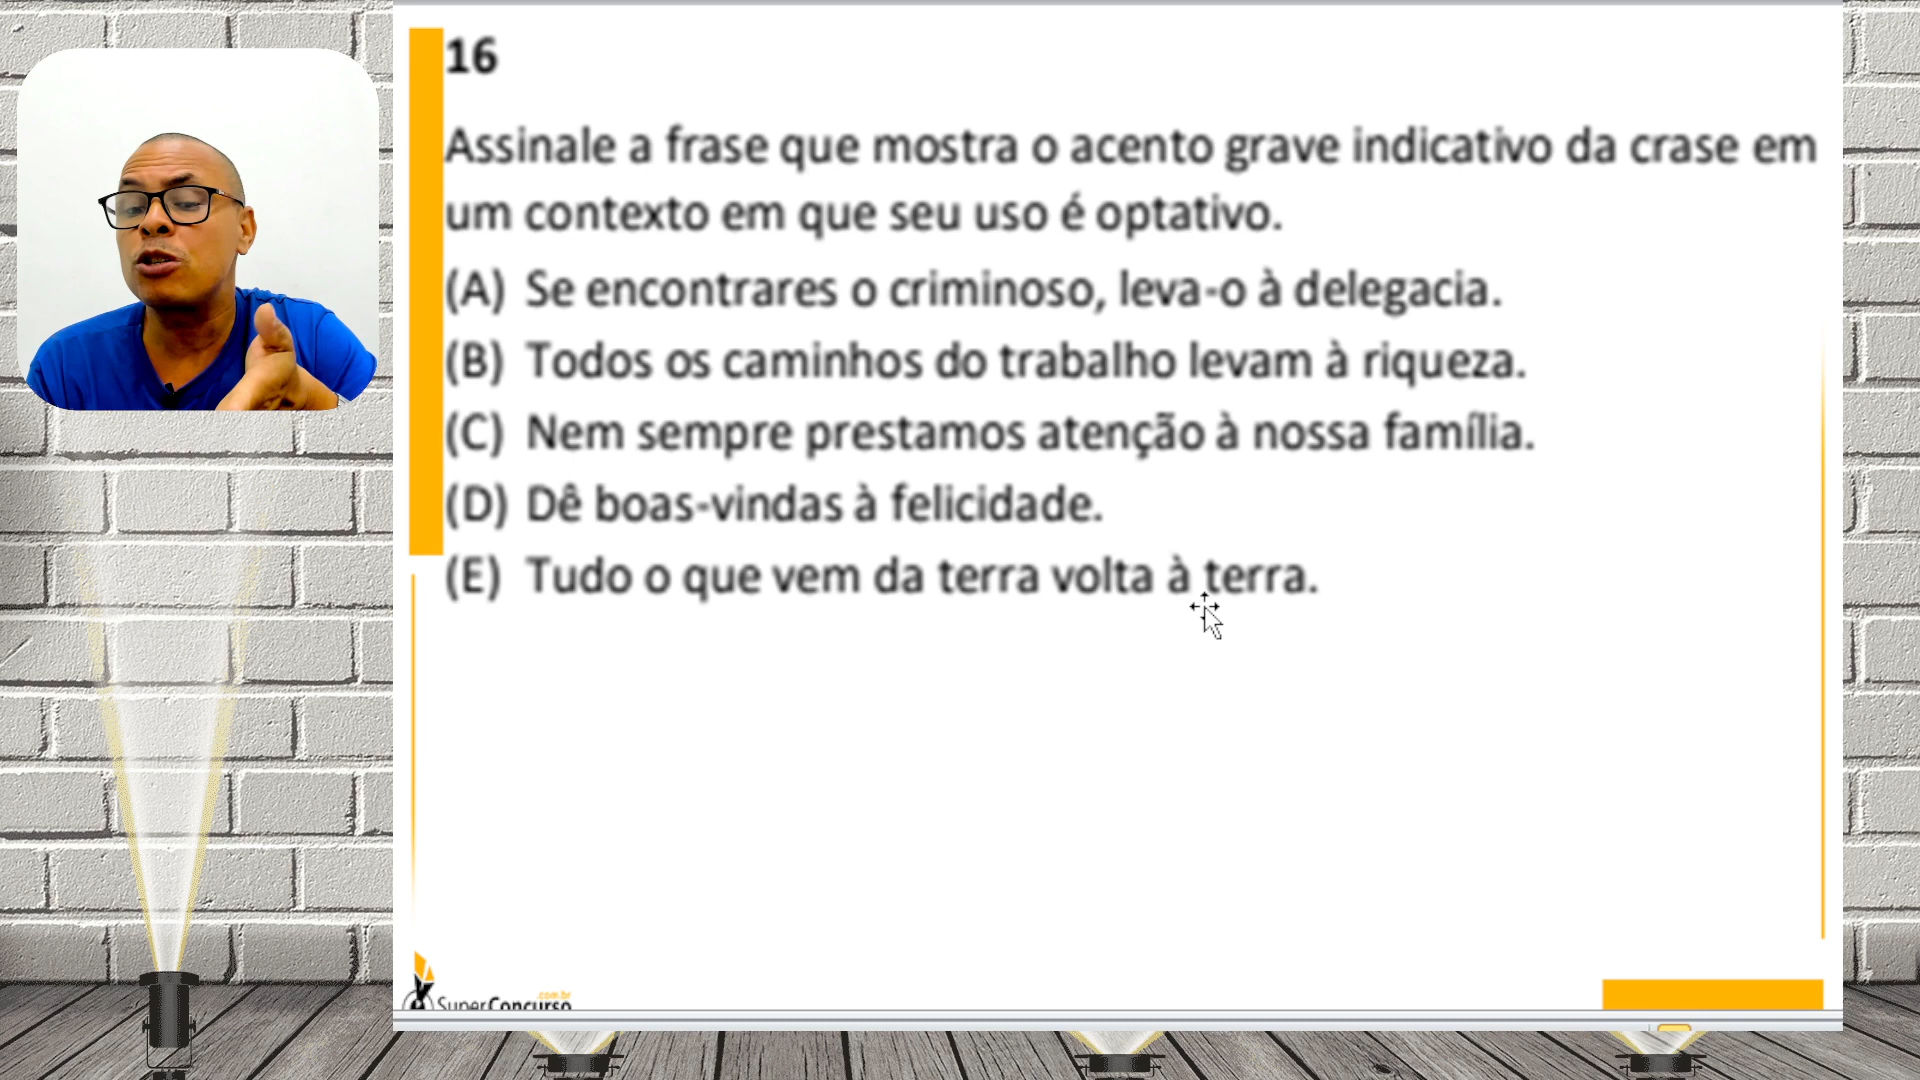 16
Assinale a frase que mostra o acento grave indicativo da crase em
um contexto em que seu uso é optativo.
(A) Se encontrares o criminoso, leva-o à delegacia.
(B) Todos os caminhos do trabalho levam à riqueza.
(C) Nem sempre prestamos atenção à nossa família.
(D) Dê boas-vindas à felicidade.
(E) Tudo o que vem da terra volta à terra.
.com.br
SuperConcurso